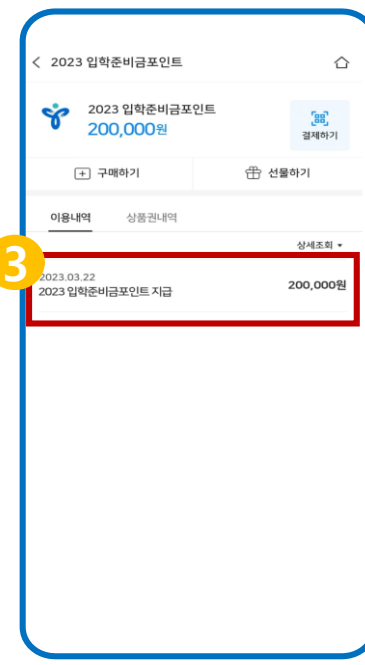 2023 입학준비금포인트
2023 입학준비금포인트
200,000원
결제하기
구매하기
선물하기
이용내역
상품권내역
상세조회 ▾
3
2023.03.22
2023 입학준비금포인트 지급
200,000원